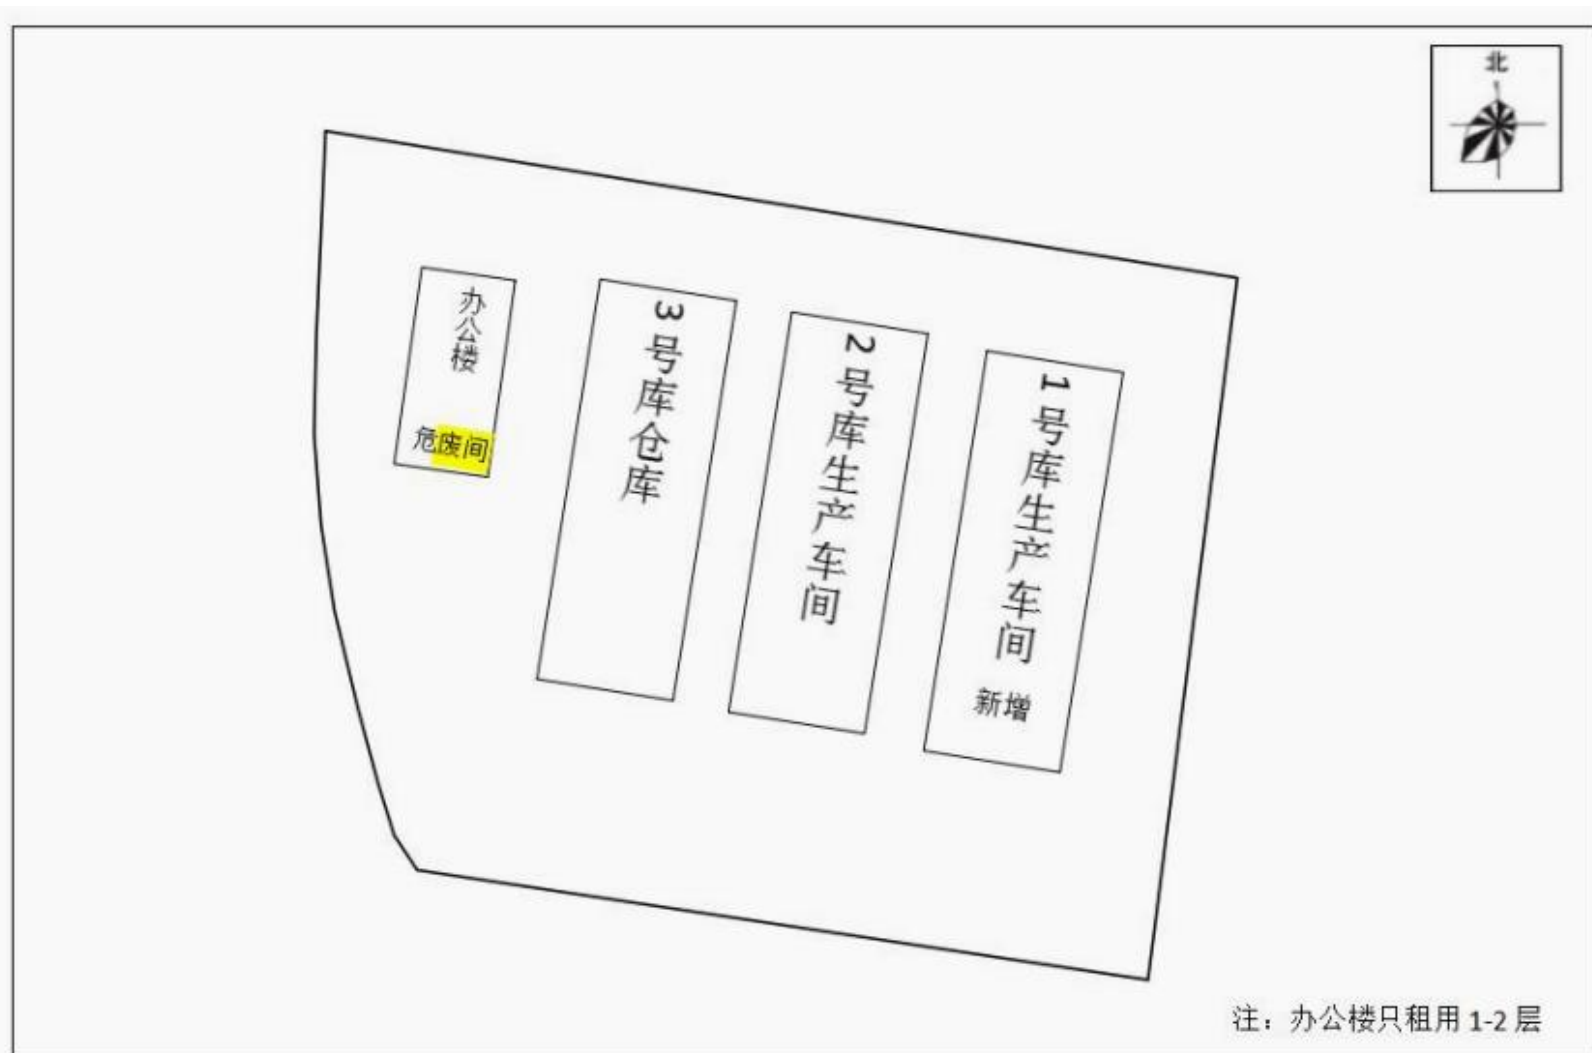 北
办公楼
危废间
3号库仓库
2号库生产车间
1号库生产车间
新增
注：办公楼只租用 1-2 层